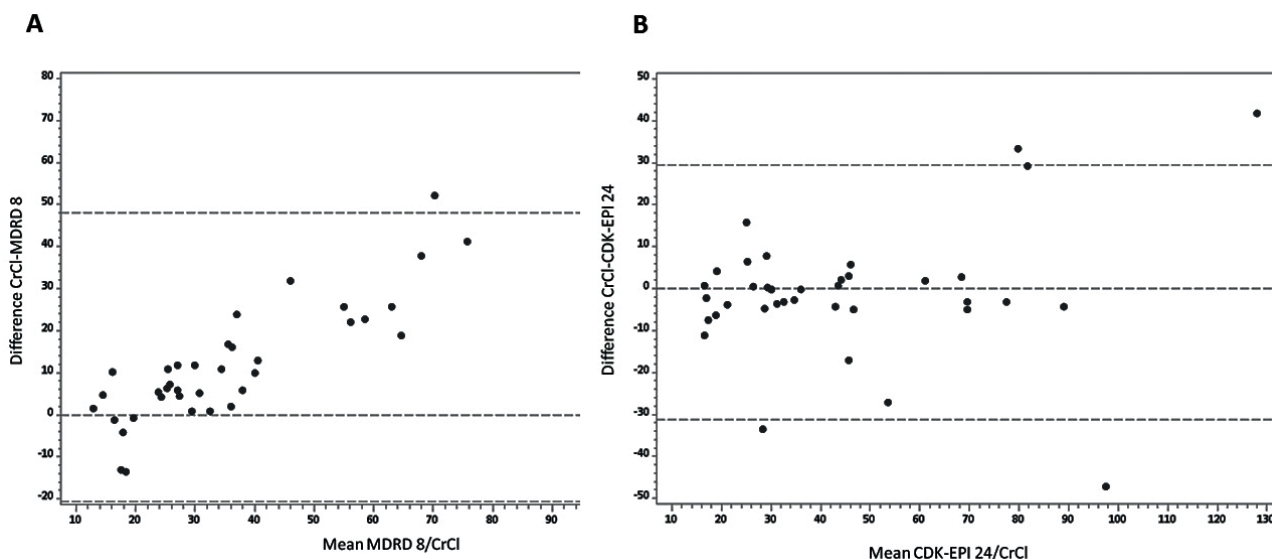 A
80
70
60
50
40
30
20
10
0
-10
-20
Difference CrCl-MDRD 8
10 20 30 40 50 60 70 80 90
Mean MDRD 8/CrCl
B
50
40
30
20
10
0
-10
-20
-30
-40
-50
Difference CrCl-CDK-EPI 24
10 20 30 40 50 60 70 80 90 100 110 120 130
Mean CDK-EPI 24/CrCl